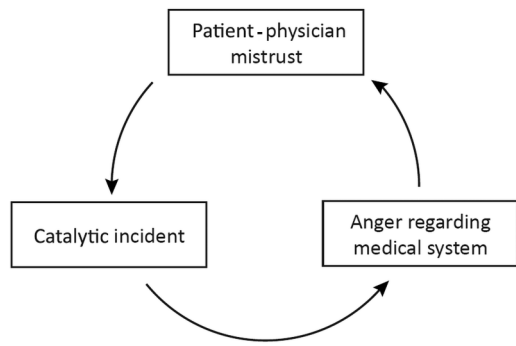 Patient-physician
mistrust
Catalytic incident
Anger regarding
medical system